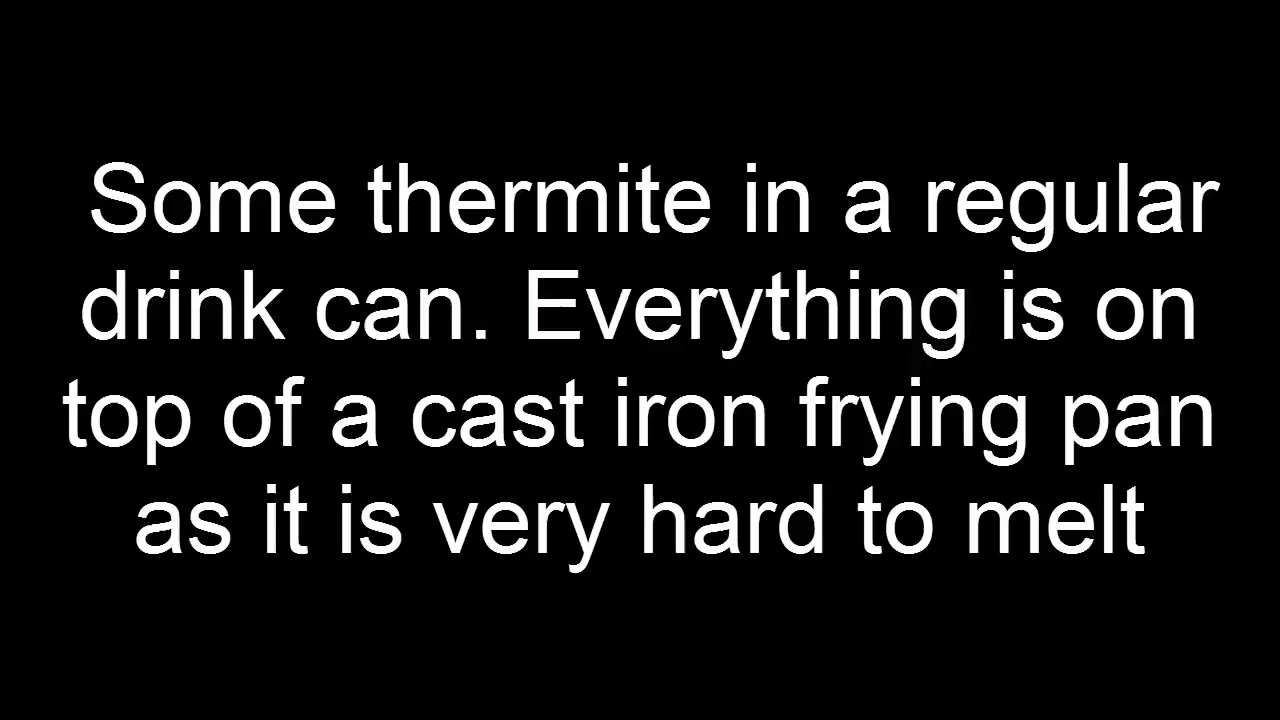 Some thermite in a regular
drink can. Everything is on
top of a cast iron frying pan
as it is very hard to melt